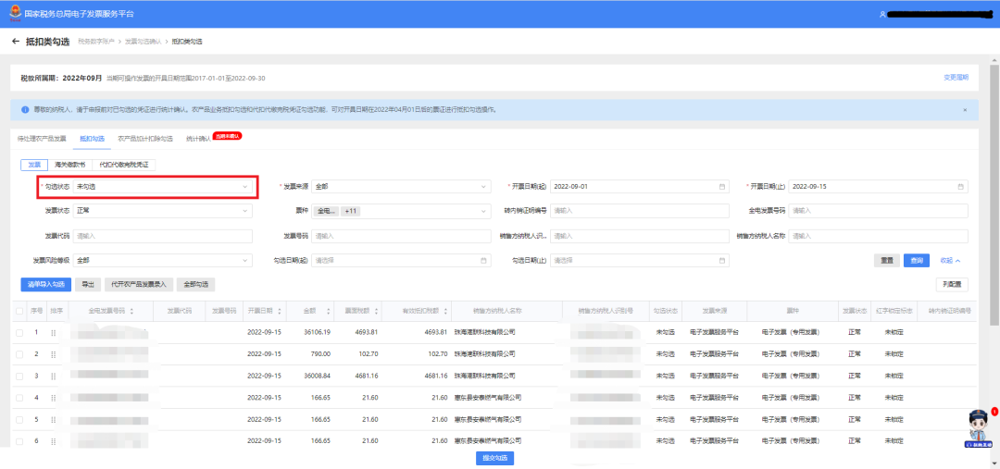 国家税务总局电子发票服务平台
← 抵扣类勾选 税务数字账户 > 发票勾选确认 > 抵扣类勾选
税款所属期：2022年09月 当期可操作发票的开具日期范围2017-01-01至2022-09-30 变更属期
尊敬的纳税人，请于申报前对已勾选的凭证进行统计确认。农产品业务抵扣勾选和代扣代缴完税凭证勾选功能，可对开具日期在2022年04月01日后的票证进行抵扣勾选操作。 ×
待处理农产品发票 抵扣勾选 农产品加计扣除勾选 统计确认 当期未确认
发票 海关缴款书 代扣代缴完税凭证
* 勾选状态 未勾选 * 发票来源 全部 * 开票日期(起) 2022-09-01 * 开票日期(止) 2022-09-15
发票状态 正常 票种 全电... +11 转内销证明编号 请输入 全电发票号码 请输入
发票代码 请输入 发票号码 请输入 销售方纳税人识... 请输入 销售方纳税人名称 请输入
发票风险等级 全部 勾选日期(起) 请选择 勾选日期(止) 请选择 重置 查询 收起
清单导入勾选 导出 代开农产品发票录入 全部勾选 列配置
序号 排序 全电发票号码 发票代码 发票号码 开票日期 金额 票面税额 有效抵扣税额 销售方纳税人名称 销售方纳税人识别号 勾选状态 发票来源 票种 发票状态 红字锁定标志 转内销证明编号
1 2022-09-15 36106.19 4693.81 4693.81 珠海港联科技有限公司 未勾选 电子发票服务平台 电子发票（专用发票） 正常 未锁定
2 2022-09-15 790.00 102.70 102.70 珠海港联科技有限公司 未勾选 电子发票服务平台 电子发票（专用发票） 正常 未锁定
3 2022-09-15 36008.84 4681.16 4681.16 珠海港联科技有限公司 未勾选 电子发票服务平台 电子发票（专用发票） 正常 未锁定
4 2022-09-15 166.65 21.60 21.60 惠东县安泰燃气有限公司 未勾选 电子发票服务平台 电子发票（专用发票） 正常 未锁定
5 2022-09-15 166.65 21.60 21.60 惠东县安泰燃气有限公司 未勾选 电子发票服务平台 电子发票（专用发票） 正常 未锁定
6 2022-09-15 166.65 21.60 21.60 惠东县安泰燃气有限公司 未勾选 电子发票服务平台 电子发票（专用发票） 正常 未锁定
提交勾选